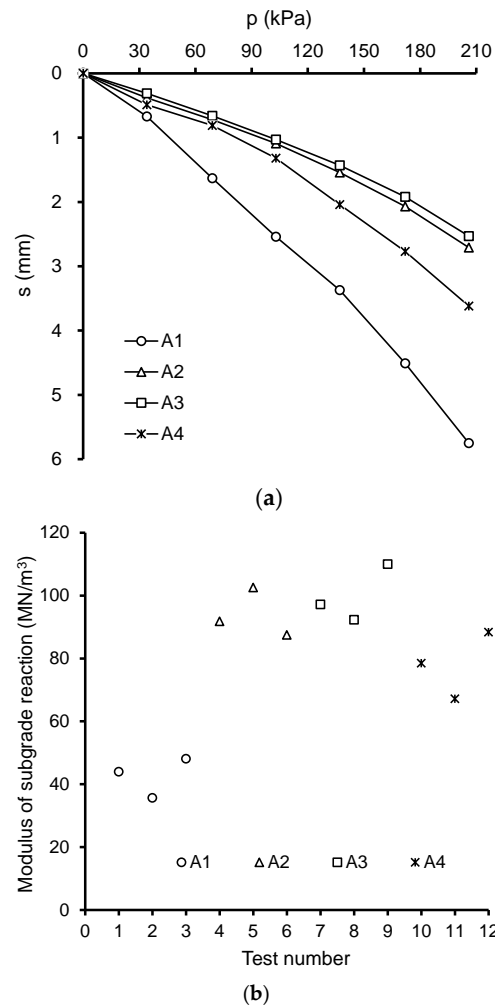 p (kPa)
0 30 60 90 120 150 180 210
0
1
2
3
4
5
6
s (mm)
A1
A2
A3
A4
(a)
120
100
80
60
40
20
0
Modulus of subgrade reaction (MN/m³)
A1 A2 A3 A4
0 1 2 3 4 5 6 7 8 9 10 11 12
Test number
(b)